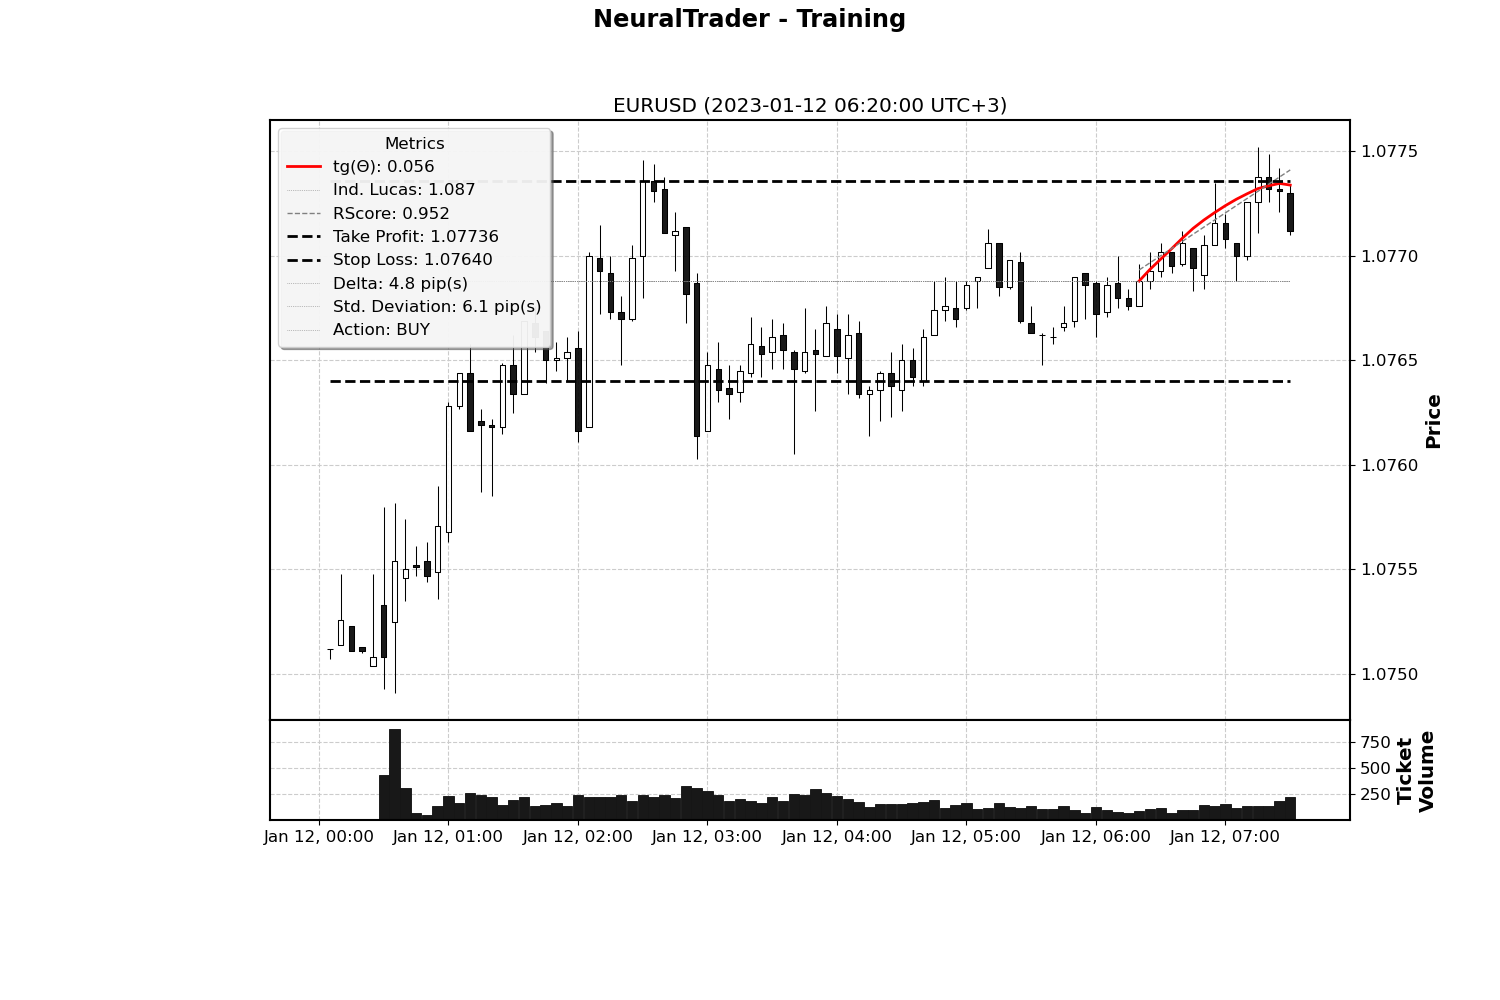 NeuralTrader - Training
EURUSD (2023-01-12 06:20:00 UTC+3)
Metrics
tg(Θ): 0.056
Ind. Lucas: 1.087
RScore: 0.952
Take Profit: 1.07736
Stop Loss: 1.07640
Delta: 4.8 pip(s)
Std. Deviation: 6.1 pip(s)
Action: BUY
1.0775
1.0770
1.0765
1.0760
1.0755
1.0750
Price
750
500
250
Ticket
Volume
Jan 12, 00:00 Jan 12, 01:00 Jan 12, 02:00 Jan 12, 03:00 Jan 12, 04:00 Jan 12, 05:00 Jan 12, 06:00 Jan 12, 07:00